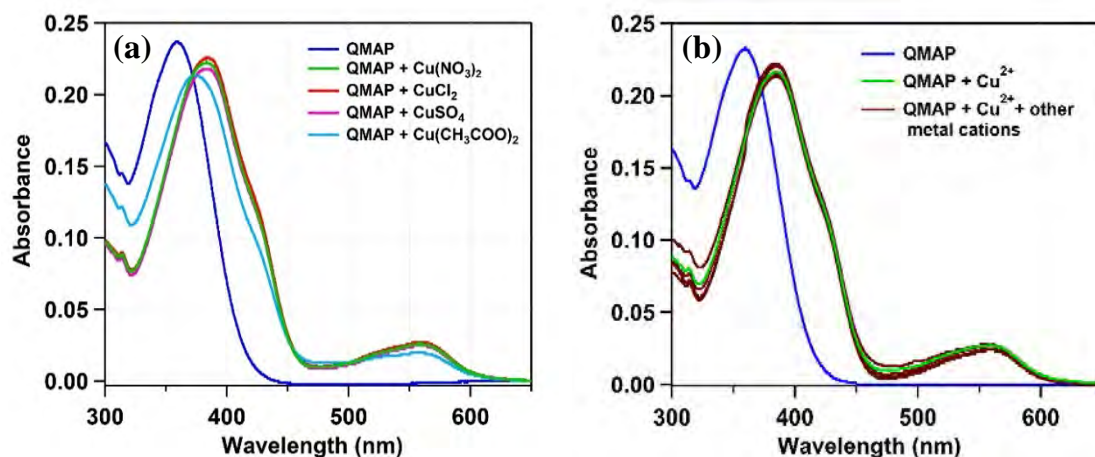 (a)
QMAP
QMAP + Cu(NO3)2
QMAP + CuCl2
QMAP + CuSO4
QMAP + Cu(CH3COO)2
0.25
0.20
0.15
0.10
0.05
0.00
Absorbance
300
400
500
600
Wavelength (nm)
(b)
QMAP
QMAP + Cu2+
QMAP + Cu2+ + other
metal cations
0.25
0.20
0.15
0.10
0.05
0.00
Absorbance
300
400
500
600
Wavelength (nm)